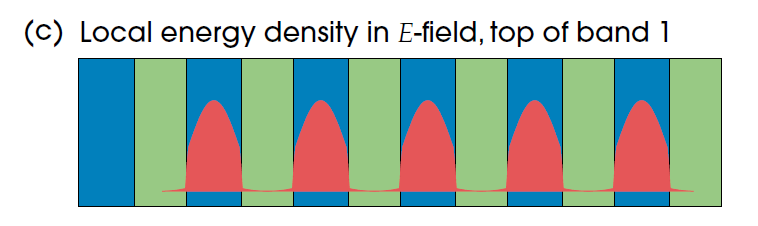 (c) Local energy density in E-field, top of band 1